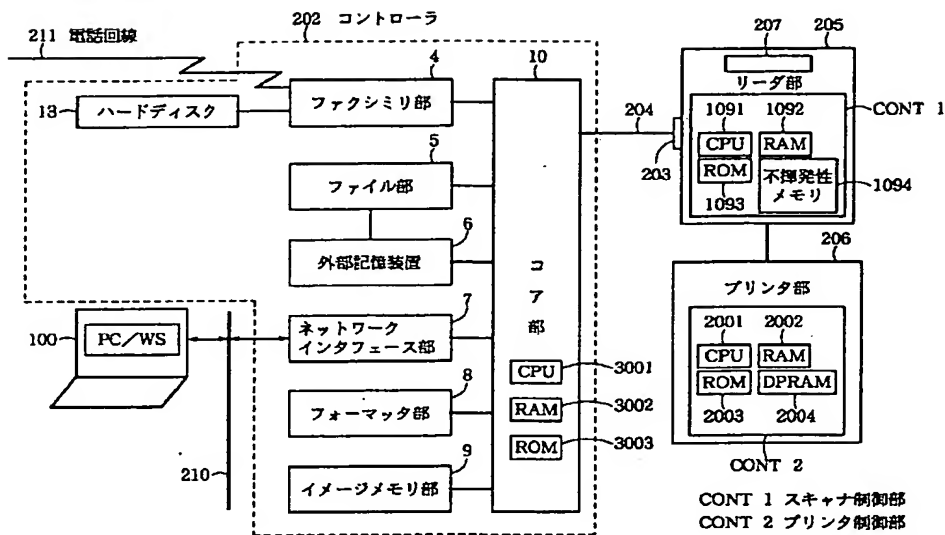 202 コントローラ
211 電話回線
4
ファクシミリ部
13
ハードディスク
5
ファイル部
6
外部記憶装置
7
ネットワーク
インタフェース部
100
PC/WS
8
フォーマッタ部
210
9
イメージメモリ部
10
コア部
CPU
3001
RAM
3002
ROM
3003
204
203
207
205
リーダ部
CONT 1
1091
1092
CPU
RAM
ROM
不揮発性
メモリ
1093
1094
206
プリンタ部
2001
2002
CPU
RAM
ROM
DPRAM
2003
2004
CONT 2
CONT 1 スキャナ制御部
CONT 2 プリンタ制御部